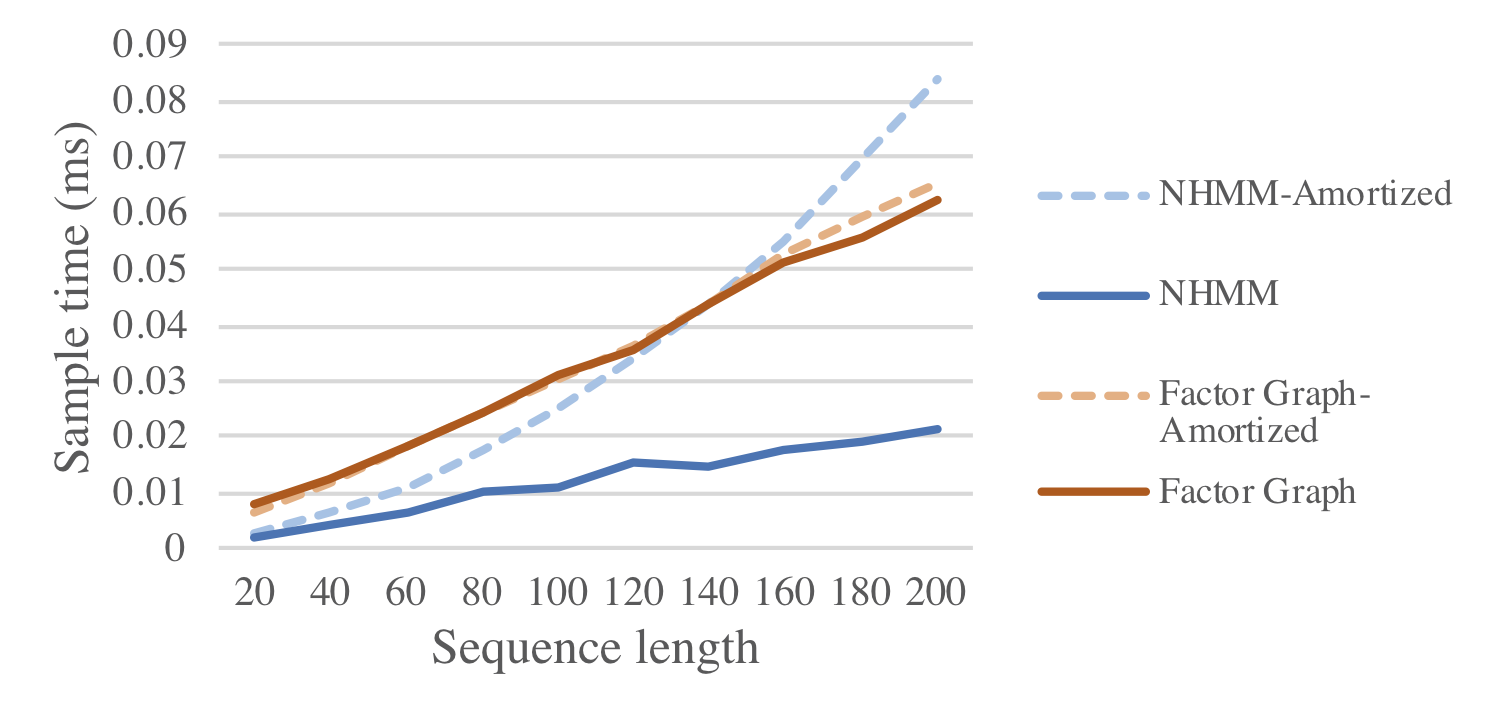 0.09
0.08
0.07
0.06
0.05
0.04
0.03
0.02
0.01
0
Sample time (ms)
20 40 60 80 100 120 140 160 180 200
Sequence length
NHMM-Amortized
NHMM
Factor Graph-
Amortized
Factor Graph